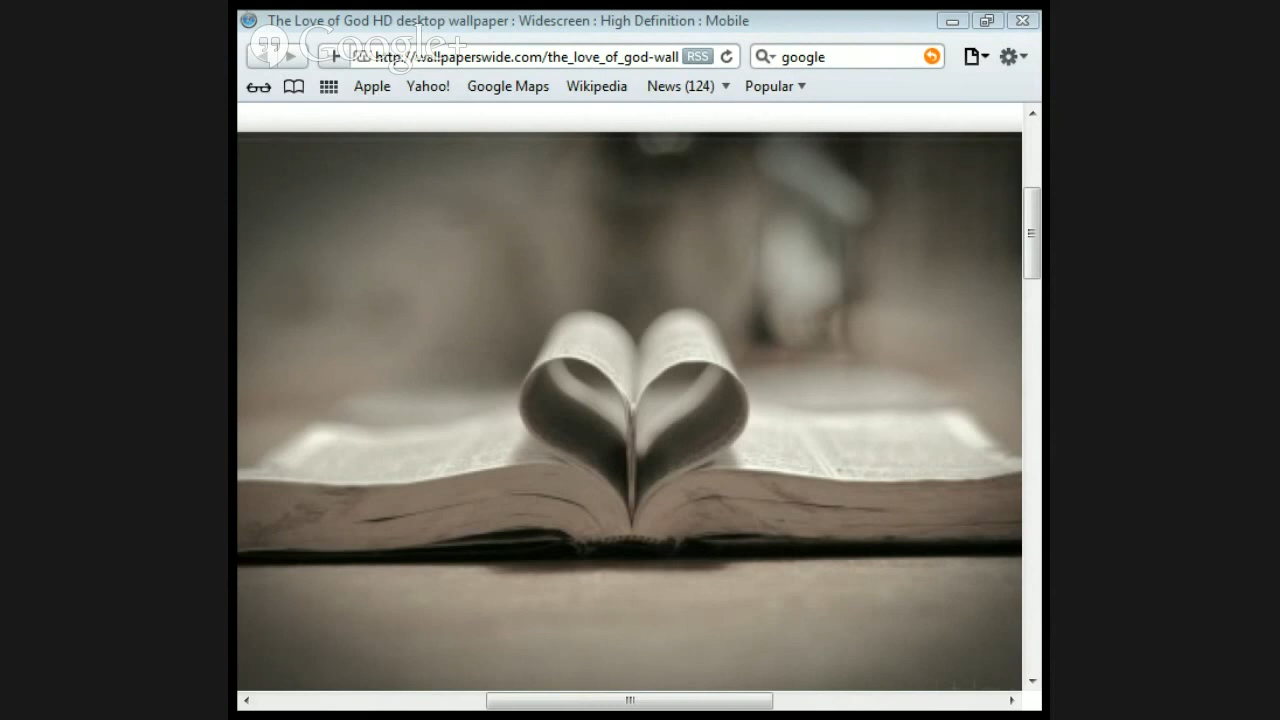 The Love of God HD desktop wallpaper : Widescreen : High Definition : Mobile
Google+
http://wallpaperswide.com/the_love_of_god-wall RSS google
Apple Yahoo! Google Maps Wikipedia News (124) Popular